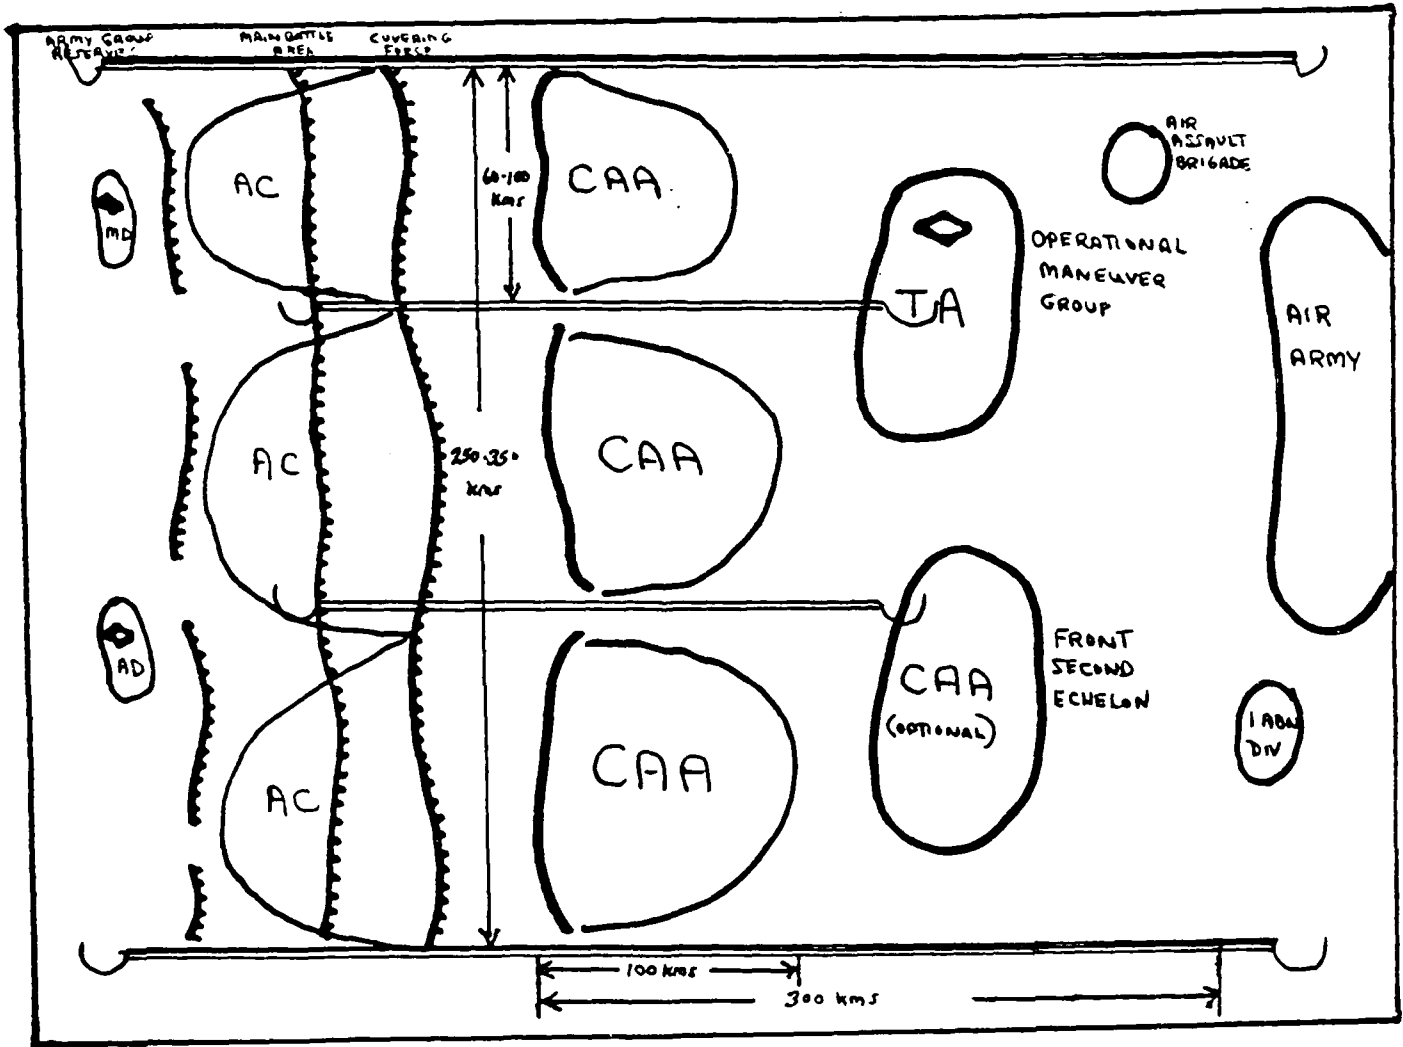 ARMY GROUP
RESERVES
MAIN BATTLE
AREA
COVERING
FORCE
AC
60-100
kms
CAA
AIR
ASSAULT
BRIGADE
MD
OPERATIONAL
MANEUVER
GROUP
TA
AIR
ARMY
AC
250-350
kms
CAA
AD
FRONT
SECOND
ECHELON
CAA
(OPTIONAL)
1 ABN
DIV
AC
CAA
100 kms
300 kms